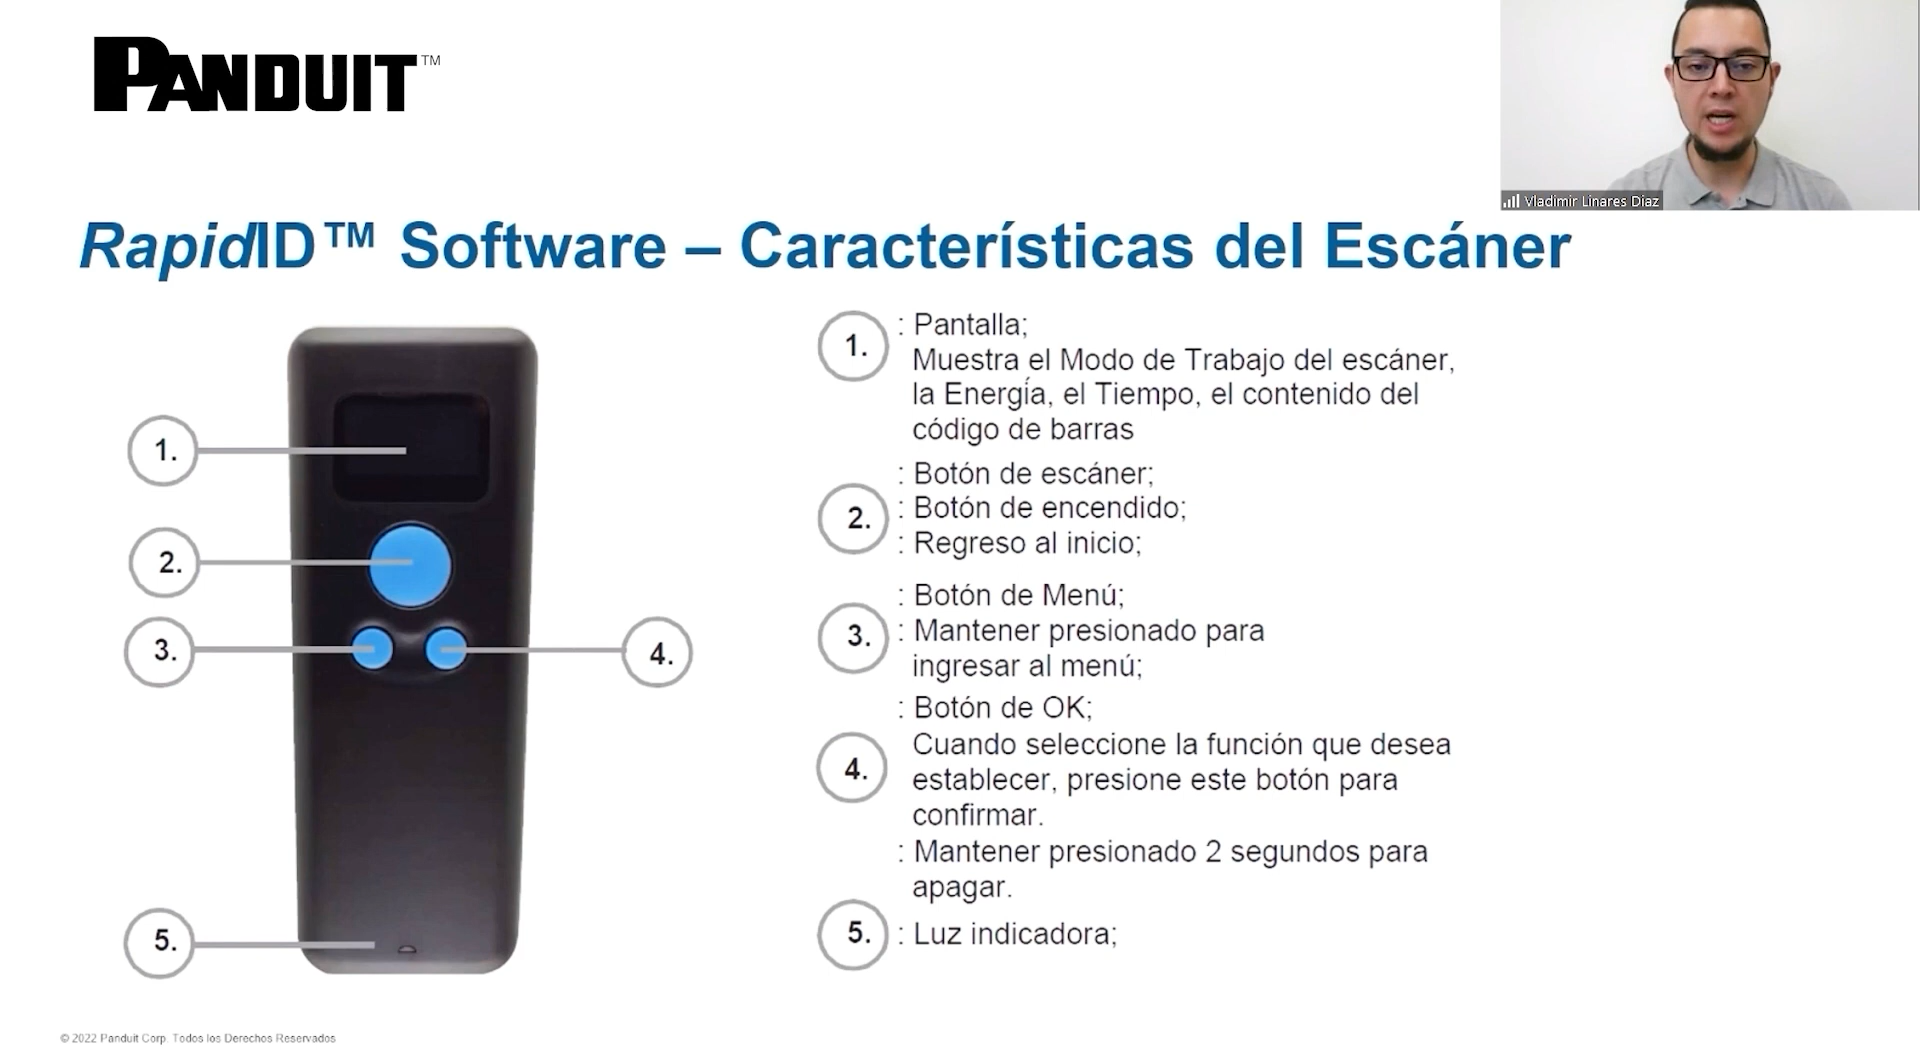 PANDUIT™
Vladimir Linares Diaz
RapidID™ Software – Características del Escáner
1.
2.
3.
4.
5.
1.
: Pantalla;
Muestra el Modo de Trabajo del escáner,
la Energía, el Tiempo, el contenido del
código de barras
2.
: Botón de escáner;
: Botón de encendido;
: Regreso al inicio;
3.
: Botón de Menú;
: Mantener presionado para
ingresar al menú;
4.
: Botón de OK;
Cuando seleccione la función que desea
establecer, presione este botón para
confirmar.
: Mantener presionado 2 segundos para
apagar.
5.
: Luz indicadora;
© 2022 Panduit Corp. Todos los Derechos Reservados